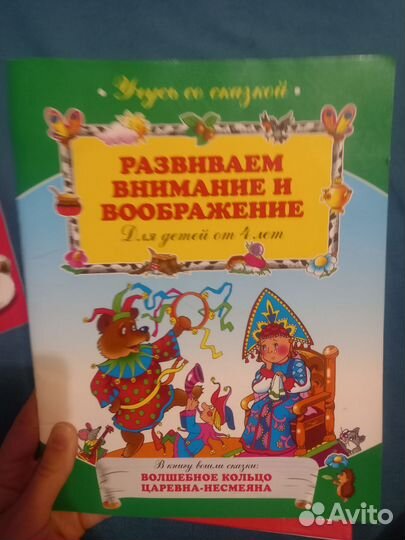 Учусь со сказкой
РАЗВИВАЕМ
ВНИМАНИЕ И
ВООБРАЖЕНИЕ
Для детей от 4 лет
В книгу вошли сказки:
ВОЛШЕБНОЕ КОЛЬЦО
ЦАРЕВНА-НЕСМЕЯНА
Avito